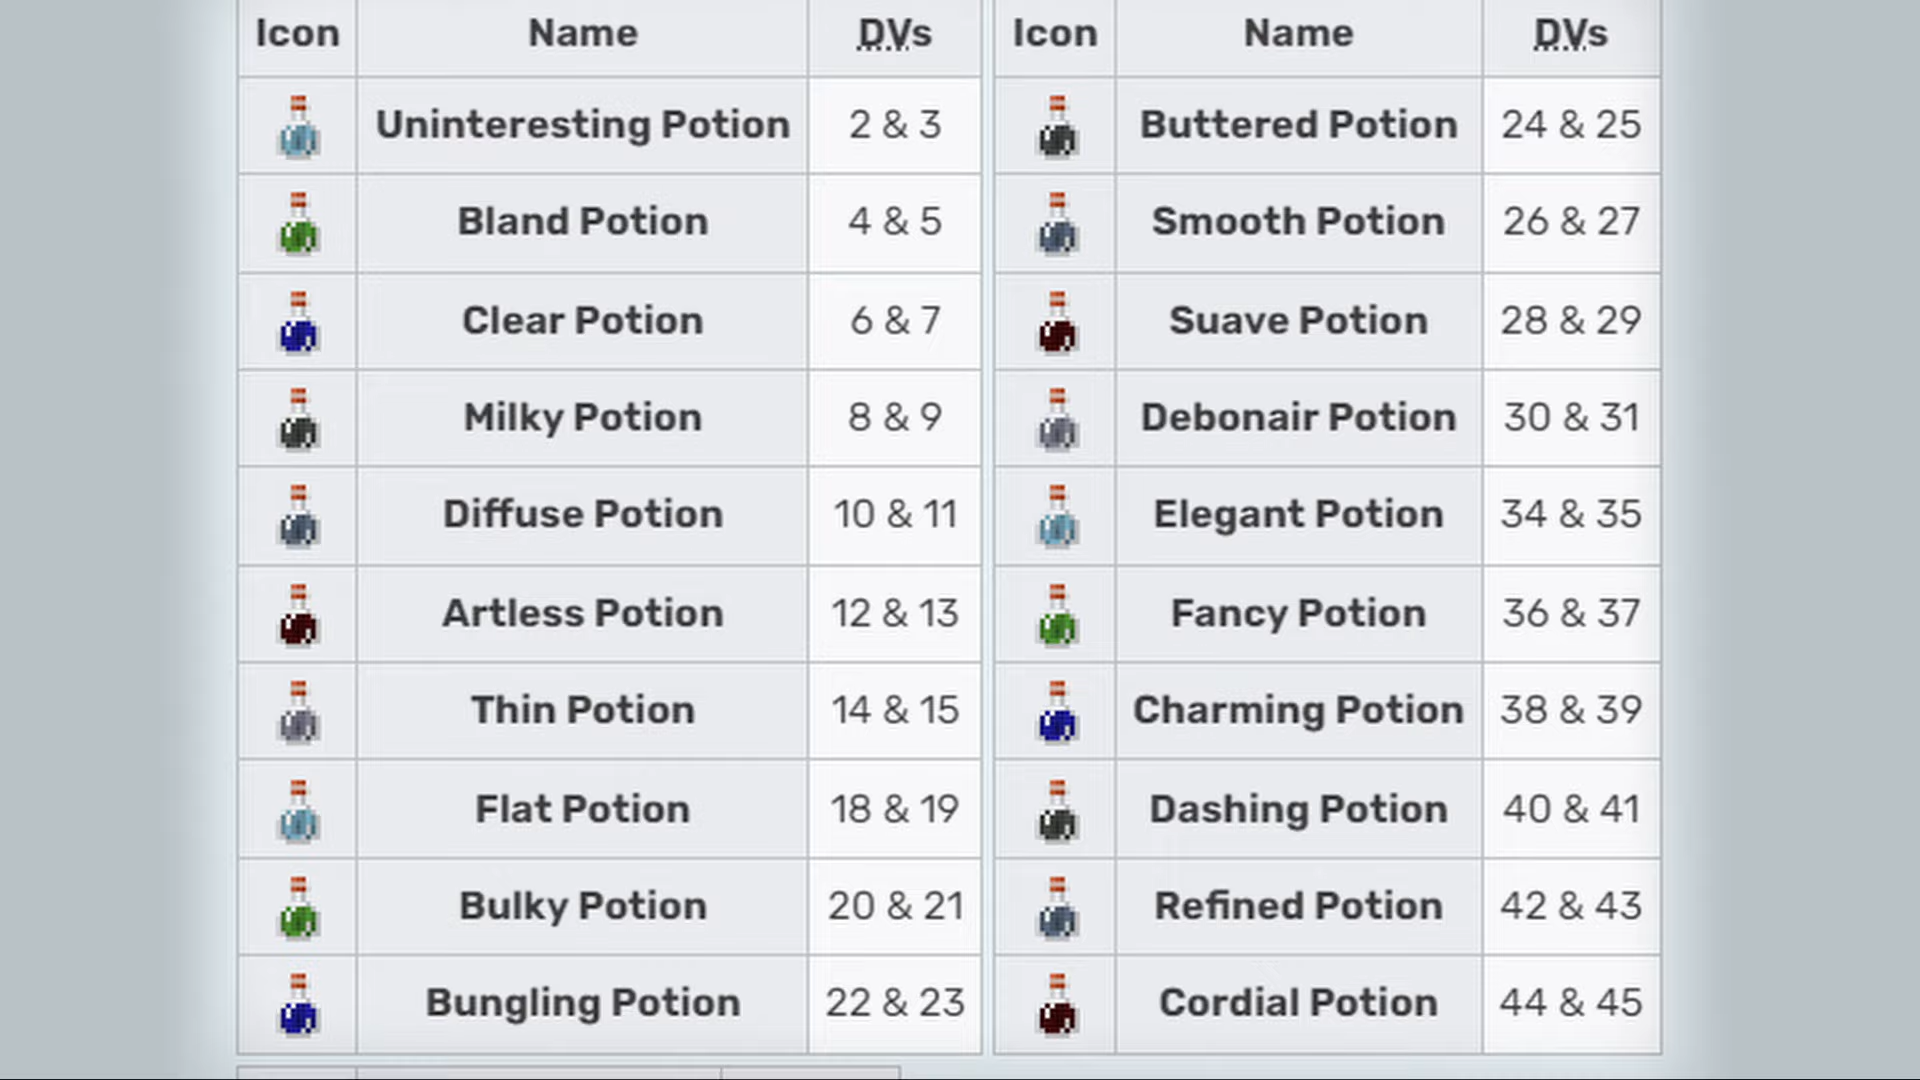 Icon Name DVs Icon Name DVs
Uninteresting Potion 2 & 3 Buttered Potion 24 & 25
Bland Potion 4 & 5 Smooth Potion 26 & 27
Clear Potion 6 & 7 Suave Potion 28 & 29
Milky Potion 8 & 9 Debonair Potion 30 & 31
Diffuse Potion 10 & 11 Elegant Potion 34 & 35
Artless Potion 12 & 13 Fancy Potion 36 & 37
Thin Potion 14 & 15 Charming Potion 38 & 39
Flat Potion 18 & 19 Dashing Potion 40 & 41
Bulky Potion 20 & 21 Refined Potion 42 & 43
Bungling Potion 22 & 23 Cordial Potion 44 & 45